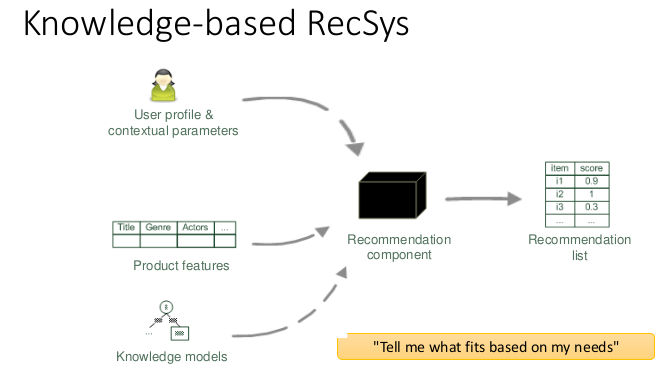 Knowledge-based RecSys
User profile &
contextual parameters
item score
i1 0.9
i2 1
i3 0.3
... ...
Title Genre Actors ...
Recommendation
component
Recommendation
list
Product features
...
Knowledge models
"Tell me what fits based on my needs"